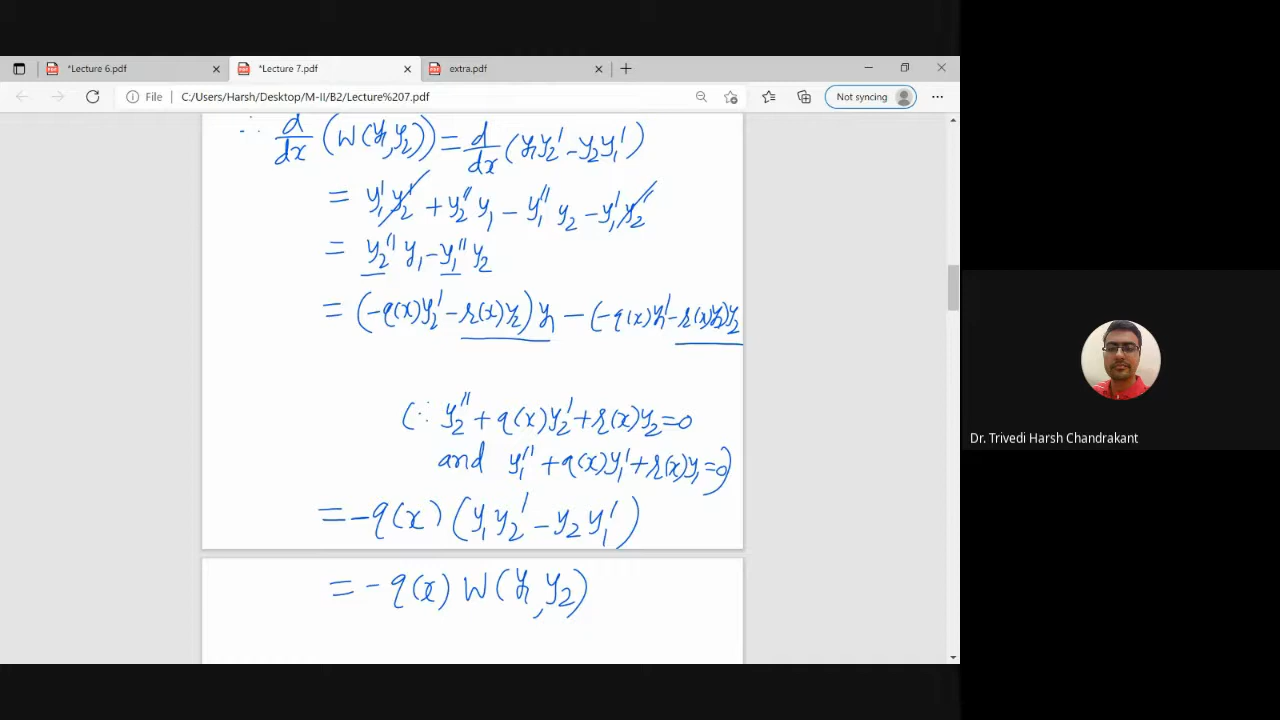 *Lecture 6.pdf
*Lecture 7.pdf
extra.pdf
File | C:/Users/Harsh/Desktop/M-II/B2/Lecture%207.pdf
Not syncing
∴ d/dx (W(y₁,y₂)) = d/dx (y₁y₂′ − y₂y₁′)
= y₁′y₂′ + y₂″y₁ − y₁″y₂ − y₁′y₂′
= y₂″y₁ − y₁″y₂
= (−q(x)y₂′ − r(x)y₂)y₁ − (−q(x)y₁′ − r(x)y₁)y₂
(∵ y₂″ + q(x)y₂′ + r(x)y₂ = 0
and y₁″ + q(x)y₁′ + r(x)y₁ = 0)
= −q(x) (y₁y₂′ − y₂y₁′)
= −q(x) W(y₁,y₂)
Dr. Trivedi Harsh Chandrakant